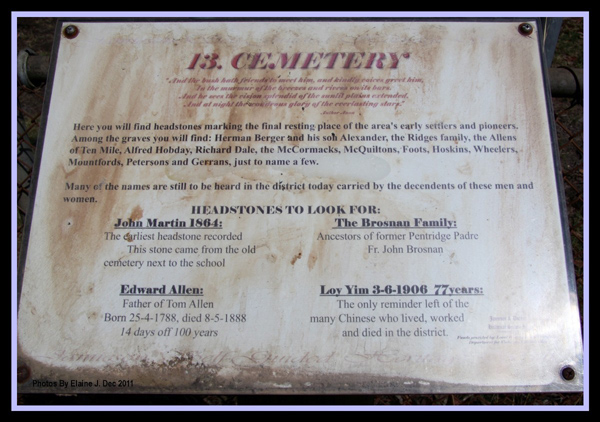 13. CEMETERY
"And the bush hath friends to meet him, and kindly voices greet him,
In the murmur of the breezes and rivers on its bars.
And he sees the vision splendid of the sunlit plains extended,
And at night the wondrous glory of the everlasting stars."
Here you will find headstones marking the final resting place of the area's early settlers and pioneers.
Among the graves you will find: Herman Berger and his son Alexander, the Ridges family, the Allens
of Ten Mile, Alfred Hobday, Richard Dale, the McCormacks, McQuiltons, Foots, Hoskins, Wheelers,
Mountfords, Petersons and Gerrans, just to name a few.
Many of the names are still to be heard in the district today carried by the decendents of these men and
women.
HEADSTONES TO LOOK FOR:
John Martin 1864:
The earliest headstone recorded
This stone came from the old
cemetery next to the school
The Brosnan Family:
Ancestors of former Pentridge Padre
Fr. John Brosnan
Edward Allen:
Father of Tom Allen
Born 25-4-1788, died 8-5-1888
14 days off 100 years
Loy Yim 3-6-1906 77years:
The only reminder left of the
many Chinese who lived, worked
and died in the district.
Photos By Elaine J. Dec 2011